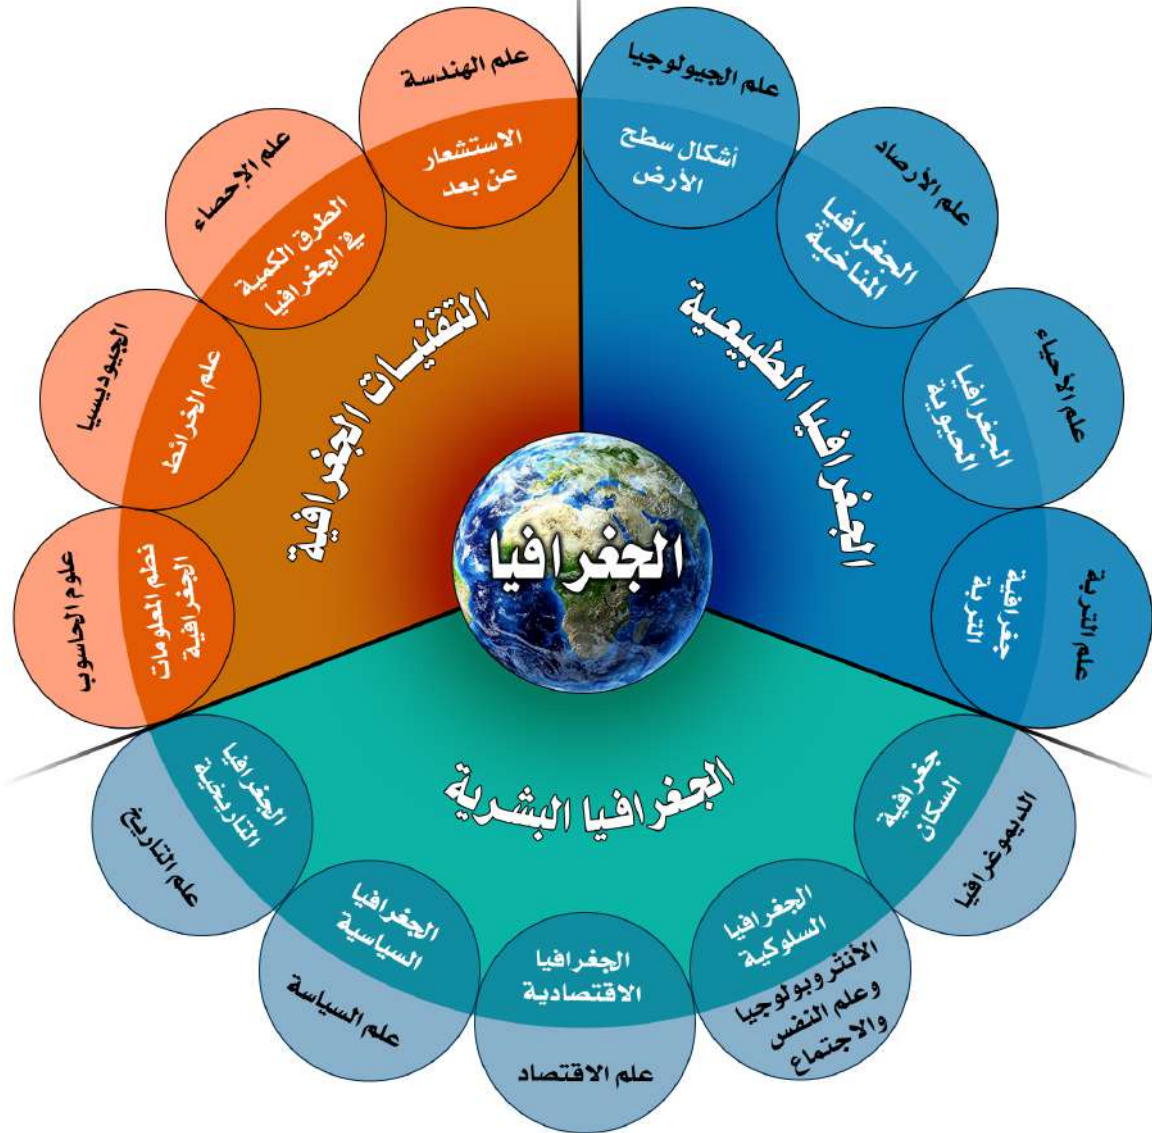 الجغرافيا
الجغرافيا الطبيعية
علم الجيولوجيا
أشكال سطح
الأرض
علم الأرصاد
الجغرافيا
المناخية
علم الأحياء
الجغرافيا
الحيوية
علم التربة
جغرافية
التربة
الجغرافيا البشرية
جغرافية
السكان
الديموغرافيا
الجغرافيا
السلوكية
الأنثروبولوجيا
وعلم النفس
والاجتماع
الجغرافيا
الاقتصادية
علم الاقتصاد
الجغرافيا
السياسية
علم السياسة
الجغرافيا
التاريخية
علم التاريخ
التقنيات الجغرافية
علوم الحاسوب
نظم المعلومات
الجغرافية
الجيوديسيا
علم الخرائط
علم الإحصاء
الطرق الكمية
في الجغرافيا
علم الهندسة
الاستشعار
عن بعد